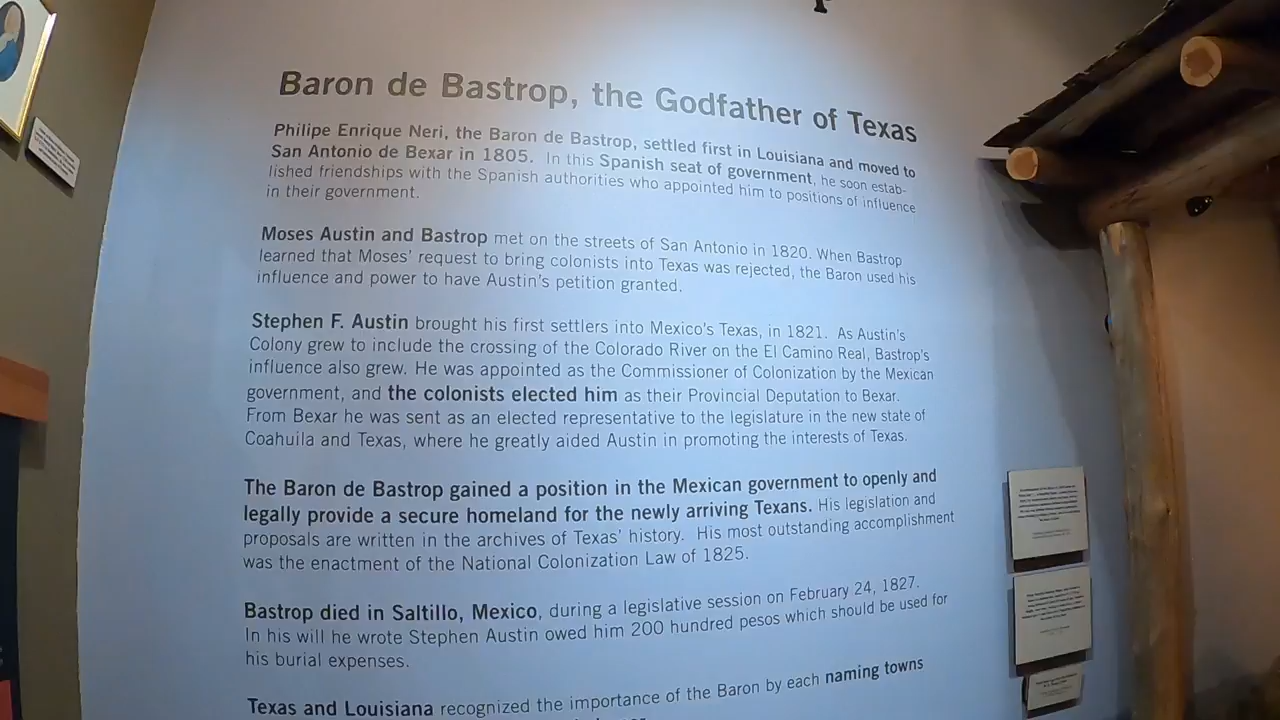 Baron de Bastrop, the Godfather of Texas
Philipe Enrique Neri, the Baron de Bastrop, settled first in Louisiana and moved to
San Antonio de Bexar in 1805. In this Spanish seat of government, he soon estab-
lished friendships with the Spanish authorities who appointed him to positions of influence
in their government.
Moses Austin and Bastrop met on the streets of San Antonio in 1820. When Bastrop
learned that Moses' request to bring colonists into Texas was rejected, the Baron used his
influence and power to have Austin's petition granted.
Stephen F. Austin brought his first settlers into Mexico's Texas, in 1821. As Austin's
Colony grew to include the crossing of the Colorado River on the El Camino Real, Bastrop's
influence also grew. He was appointed as the Commissioner of Colonization by the Mexican
government, and the colonists elected him as their Provincial Deputation to Bexar.
From Bexar he was sent as an elected representative to the legislature in the new state of
Coahuila and Texas, where he greatly aided Austin in promoting the interests of Texas.
The Baron de Bastrop gained a position in the Mexican government to openly and
legally provide a secure homeland for the newly arriving Texans. His legislation and
proposals are written in the archives of Texas' history. His most outstanding accomplishment
was the enactment of the National Colonization Law of 1825.
Bastrop died in Saltillo, Mexico, during a legislative session on February 24, 1827.
In his will he wrote Stephen Austin owed him 200 hundred pesos which should be used for
his burial expenses.
Texas and Louisiana recognized the importance of the Baron by each naming towns